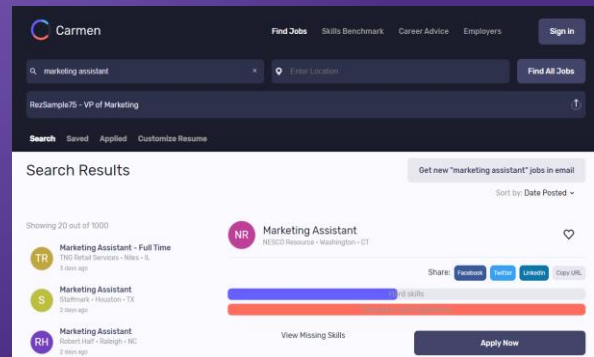 Carmen
Find Jobs Skills Benchmark Career Advice Employers Sign in
marketing assistant × Enter Location Find All Jobs
RezSample75 - VP of Marketing
Search Saved Applied Customize Resume
Search Results
Get new "marketing assistant" jobs in email
Sort by: Date Posted
Showing 20 out of 1000
TR
Marketing Assistant - Full Time
TNG Retail Services • Niles • IL
3 days ago
S
Marketing Assistant
Staffmark • Houston • TX
2 days ago
RH
Marketing Assistant
Robert Half • Raleigh • NC
2 days ago
NR
Marketing Assistant
NESCO Resource • Washington • CT
Share: Facebook Twitter Linkedin Copy URL
skills
View Missing Skills
Apply Now